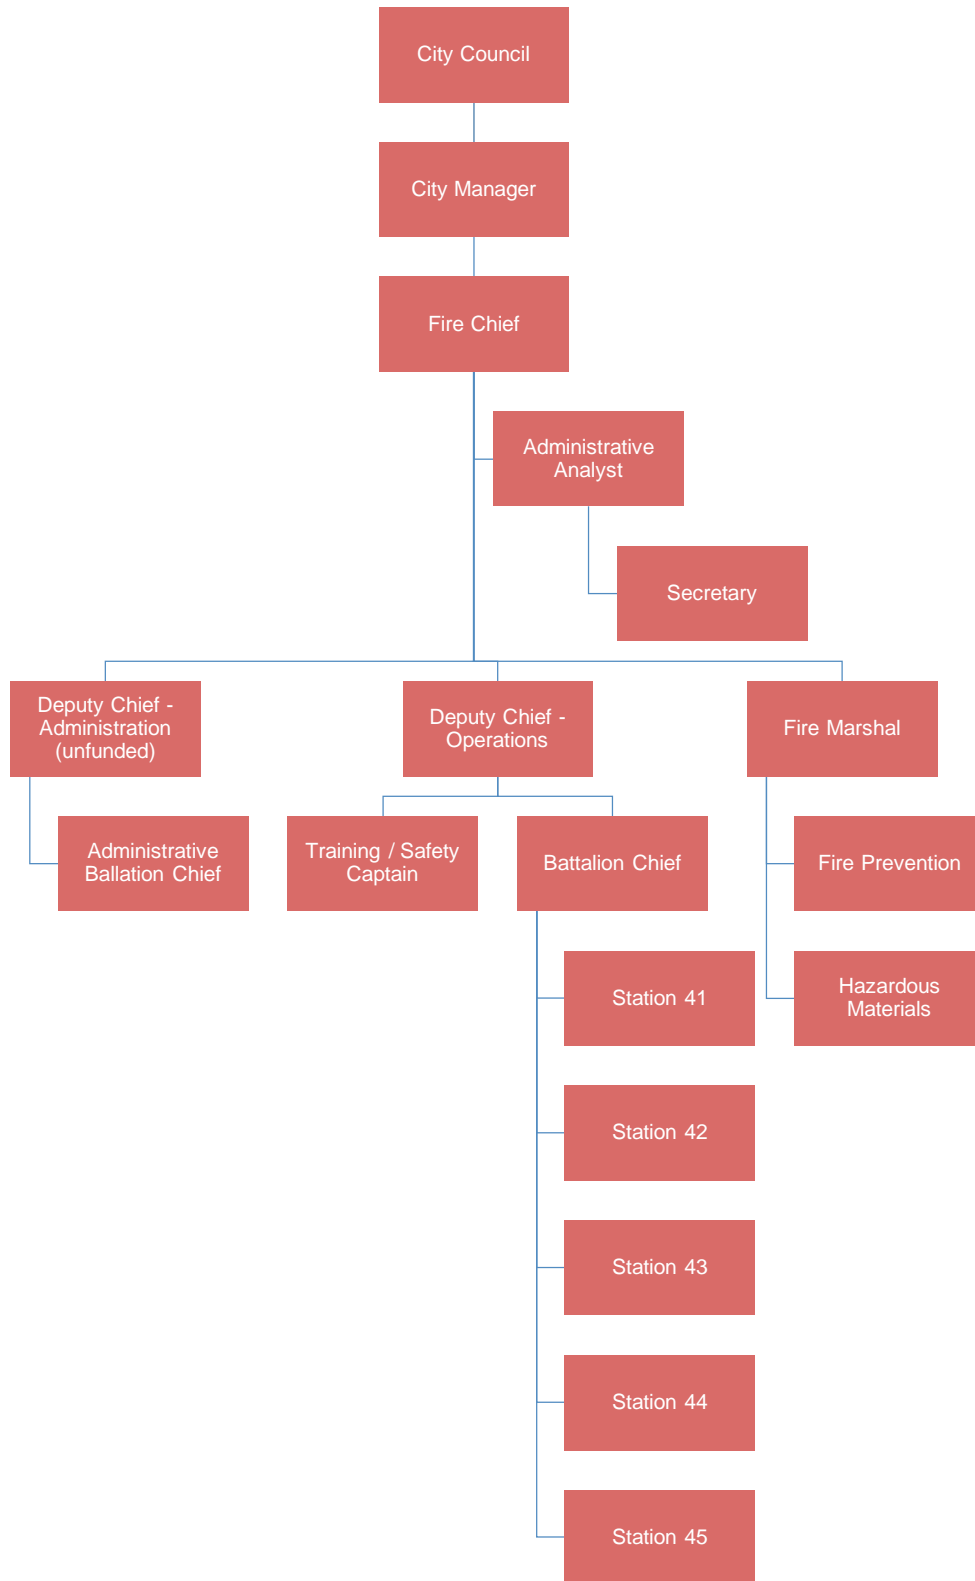 City Council
City Manager
Fire Chief
Administrative
Analyst
Secretary
Deputy Chief -
Administration
(unfunded)
Deputy Chief -
Operations
Fire Marshal
Administrative
Ballation Chief
Training / Safety
Captain
Battalion Chief
Fire Prevention
Station 41
Hazardous
Materials
Station 42
Station 43
Station 44
Station 45